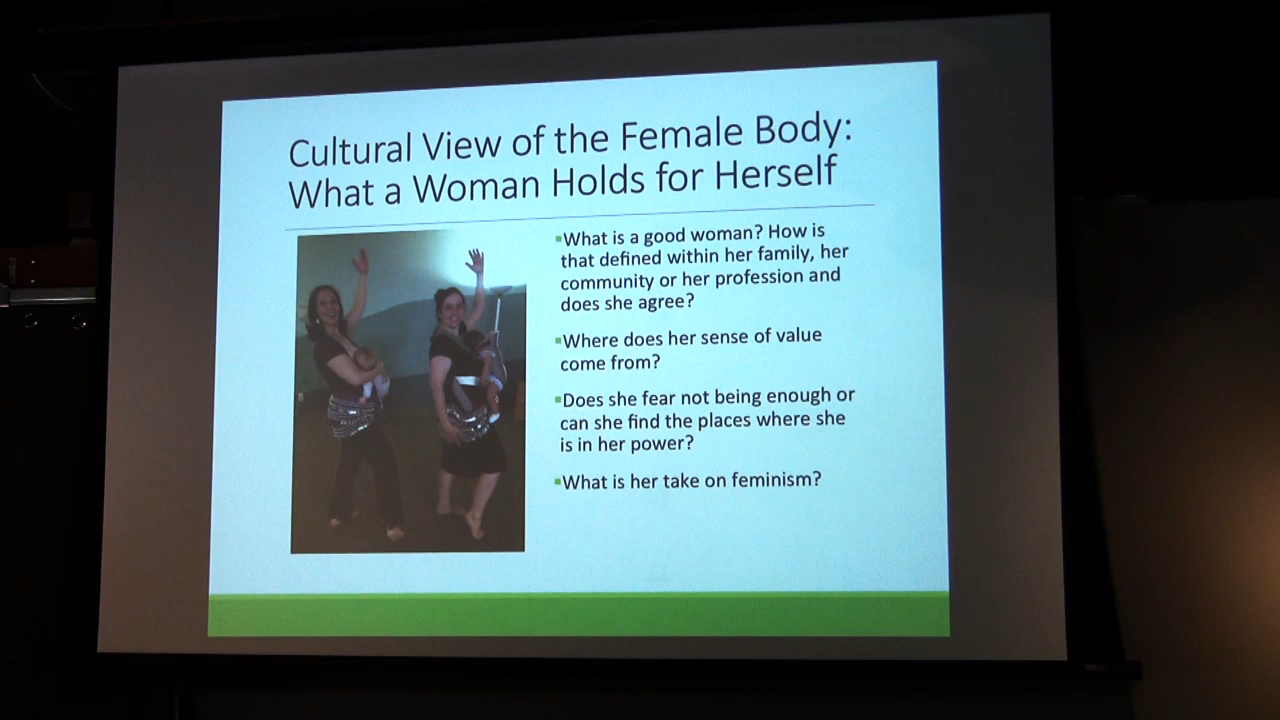 Cultural View of the Female Body:
What a Woman Holds for Herself
▪What is a good woman? How is
that defined within her family, her
community or her profession and
does she agree?
▪Where does her sense of value
come from?
▪Does she fear not being enough or
can she find the places where she
is in her power?
▪What is her take on feminism?